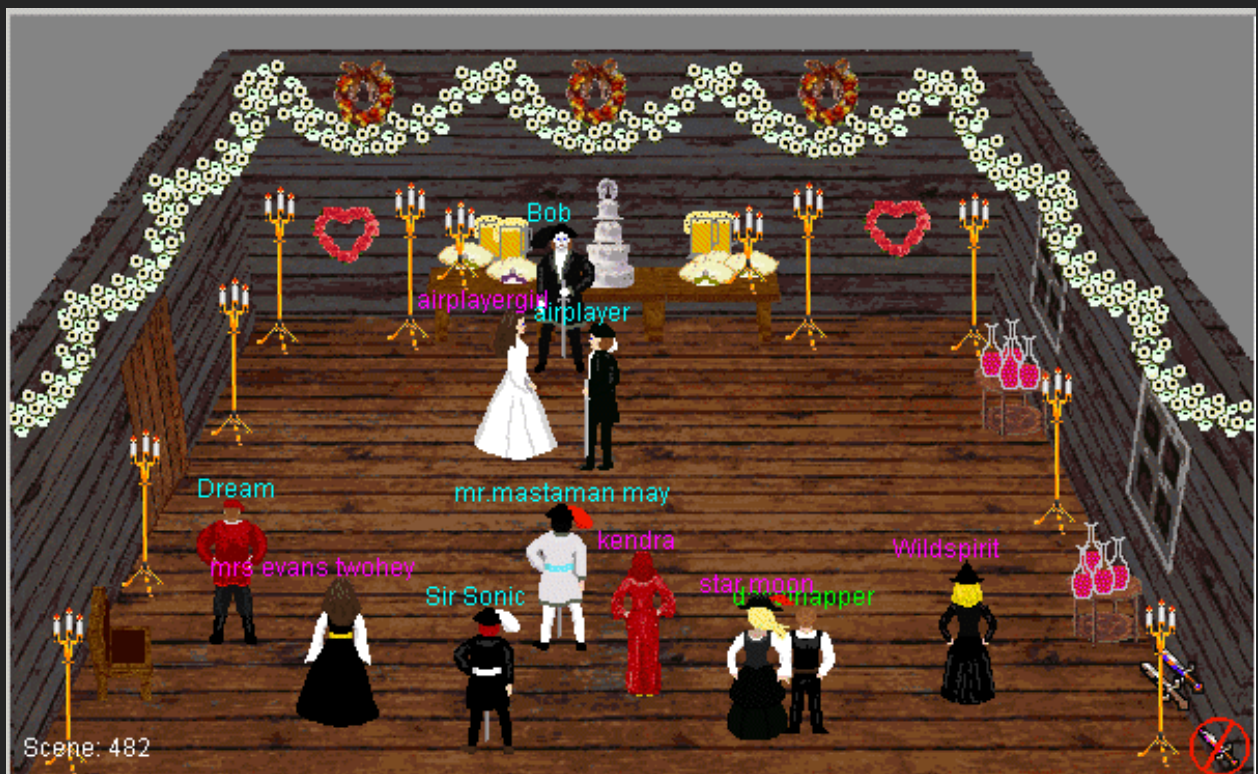 Bob
airplayergirl
airplayer
Dream
mr.mastaman may
kendra
Wildspirit
mrs evans twohey
star moon
Sir Sonic
Scene: 482